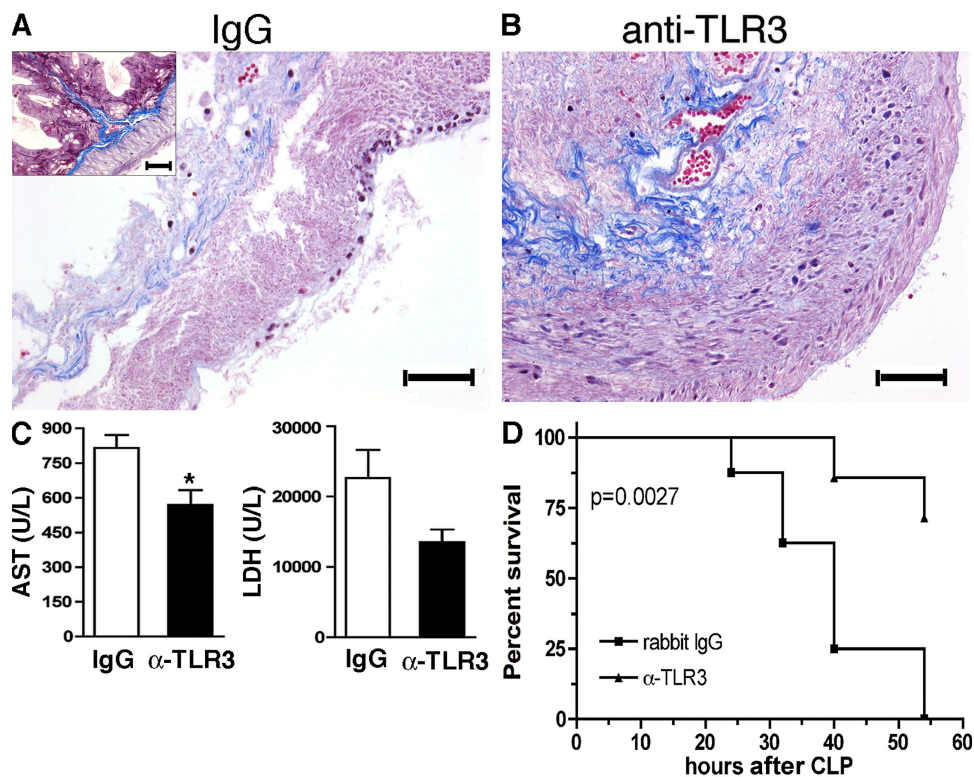 A IgG
B anti-TLR3
C
900
750
600
450
300
150
0
AST (U/L)
*
IgG α-TLR3
30000
20000
10000
0
LDH (U/L)
IgG α-TLR3
D
100
75
50
25
0
Percent survival
p=0.0027
rabbit IgG
α-TLR3
0 10 20 30 40 50 60
hours after CLP